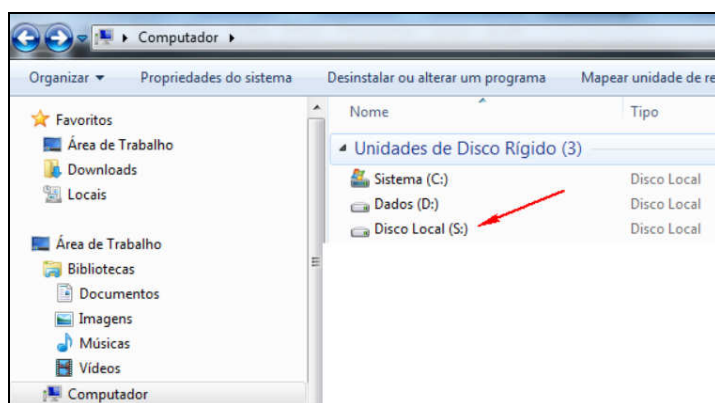 Computador
Organizar Propriedades do sistema Desinstalar ou alterar um programa Mapear unidade de re
Favoritos
Área de Trabalho
Downloads
Locais
Área de Trabalho
Bibliotecas
Documentos
Imagens
Músicas
Vídeos
Computador
Nome Tipo
Unidades de Disco Rígido (3)
Sistema (C:) Disco Local
Dados (D:) Disco Local
Disco Local (S:) Disco Local